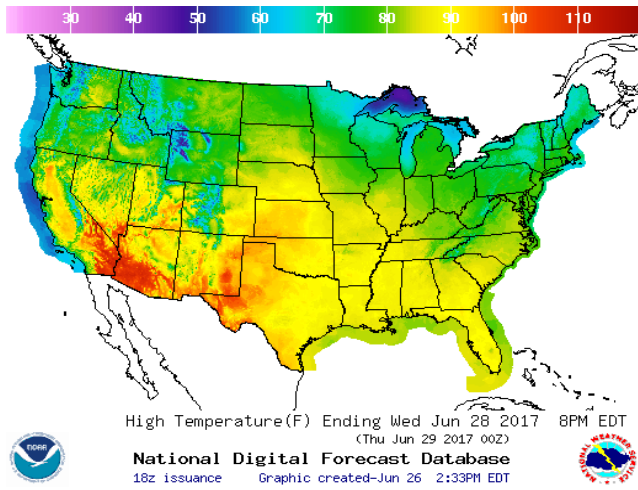 30 40 50 60 70 80 90 100 110
High Temperature(F) Ending Wed Jun 28 2017 8PM EDT
(Thu Jun 29 2017 00Z)
National Digital Forecast Database
18z issuance Graphic created-Jun 26 2:33PM EDT
NOAA
NATIONAL WEATHER SERVICE